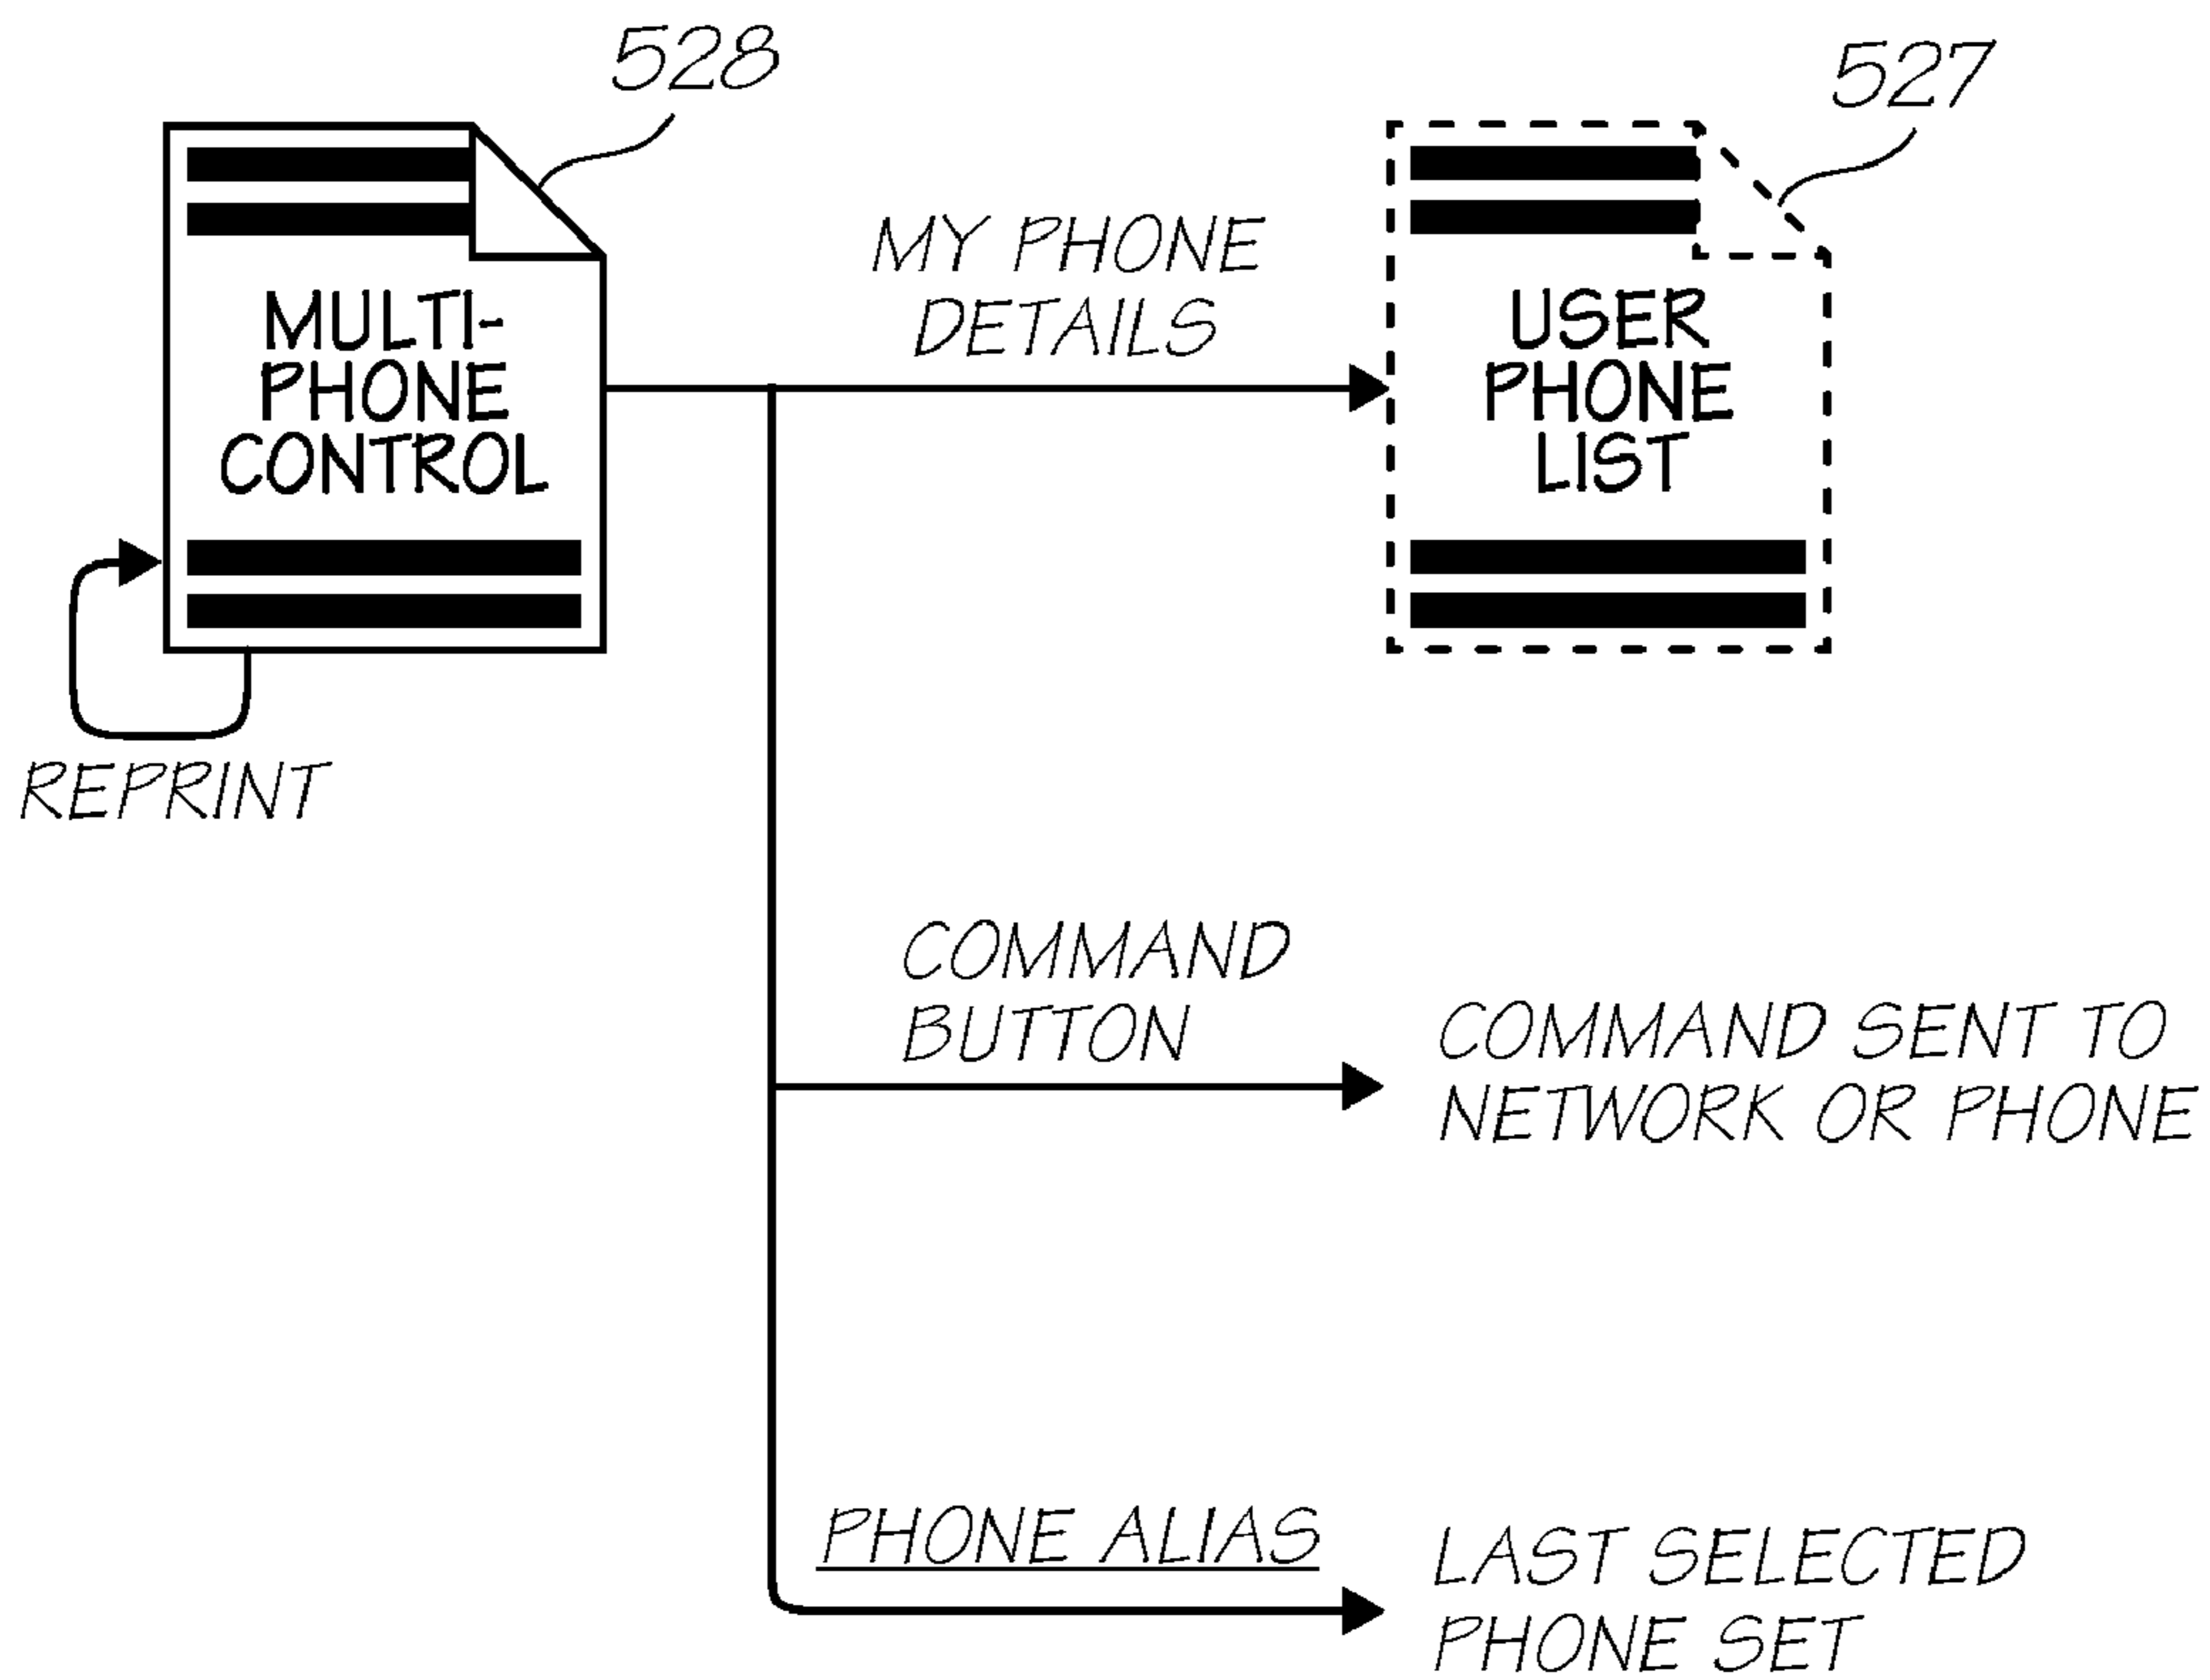 528
527
MULTI-
PHONE
CONTROL
MY PHONE
DETAILS
USER
PHONE
LIST
REPRINT
COMMAND
BUTTON
COMMAND SENT TO
NETWORK OR PHONE
PHONE ALIAS
LAST SELECTED
PHONE SET